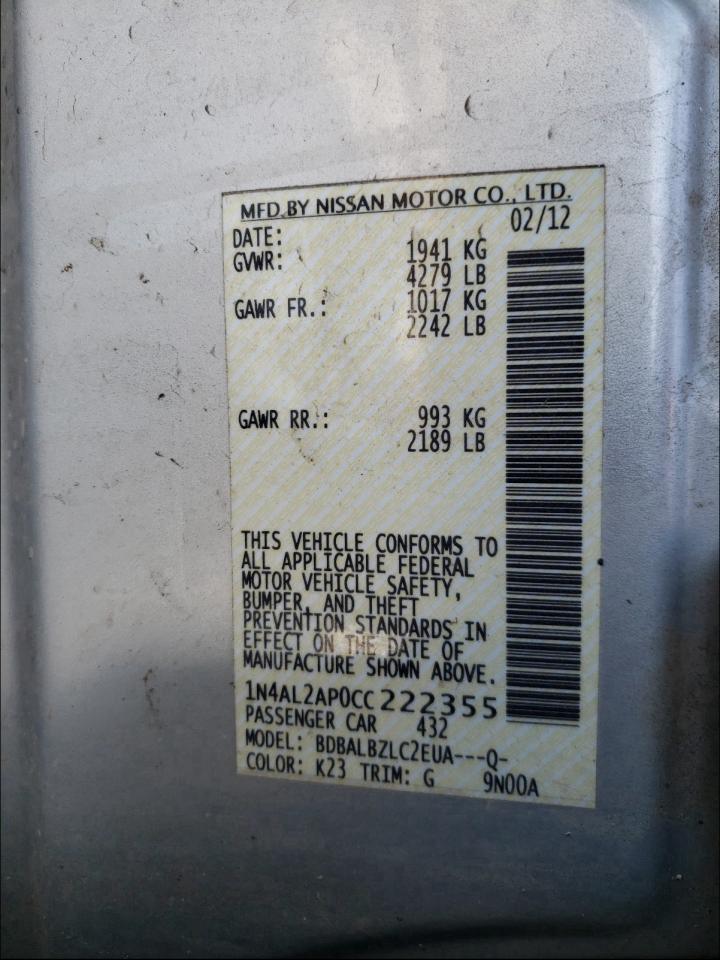 MFD.BY NISSAN MOTOR CO., LTD.
DATE: 02/12
GVWR: 1941 KG
4279 LB
GAWR FR.: 1017 KG
2242 LB
GAWR RR.: 993 KG
2189 LB
THIS VEHICLE CONFORMS TO
ALL APPLICABLE FEDERAL
MOTOR VEHICLE SAFETY,
BUMPER, AND THEFT
PREVENTION STANDARDS IN
EFFECT ON THE DATE OF
MANUFACTURE SHOWN ABOVE.
1N4AL2AP0CC222355
PASSENGER CAR 432
MODEL: BDBALBZLC2EUA---Q-
COLOR: K23 TRIM: G 9N00A